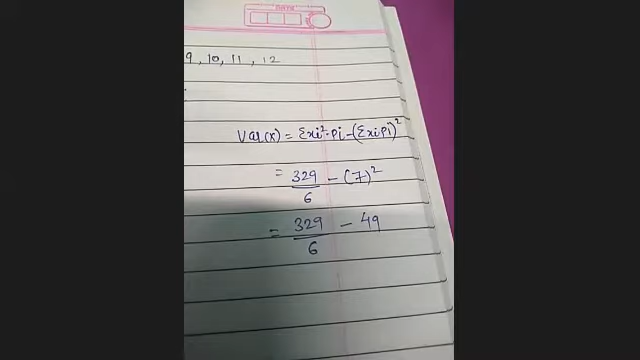 DATE
9, 10, 11, 12
Var(x) = Σxi²·Pi - (Σxi Pi)²
= 329/6 - (7)²
= 329/6 - 49